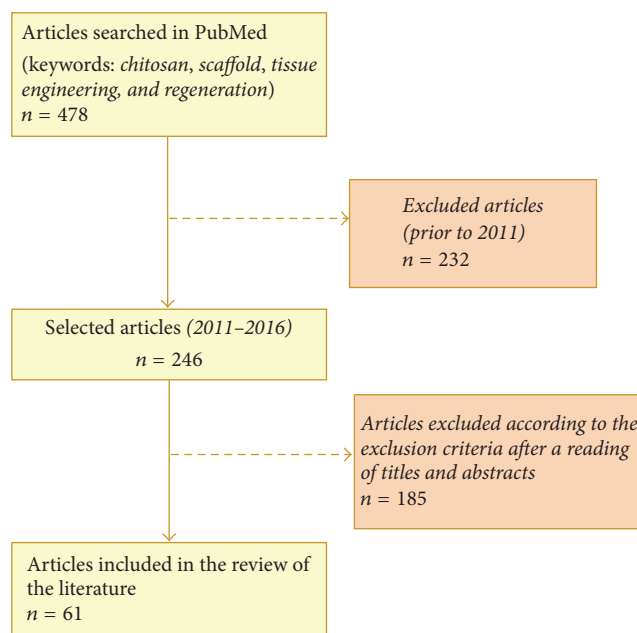 Articles searched in PubMed
(keywords: chitosan, scaffold, tissue
engineering, and regeneration)
n = 478
Excluded articles
(prior to 2011)
n = 232
Selected articles (2011–2016)
n = 246
Articles excluded according to the
exclusion criteria after a reading
of titles and abstracts
n = 185
Articles included in the review of
the literature
n = 61